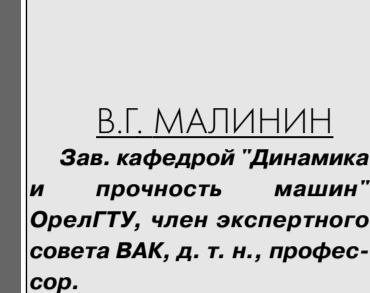 В.Г. МАЛИНИН
Зав. кафедрой "Динамика
и прочность машин"
ОрелГТУ, член экспертного
совета ВАК, д. т. н., профес-
сор.